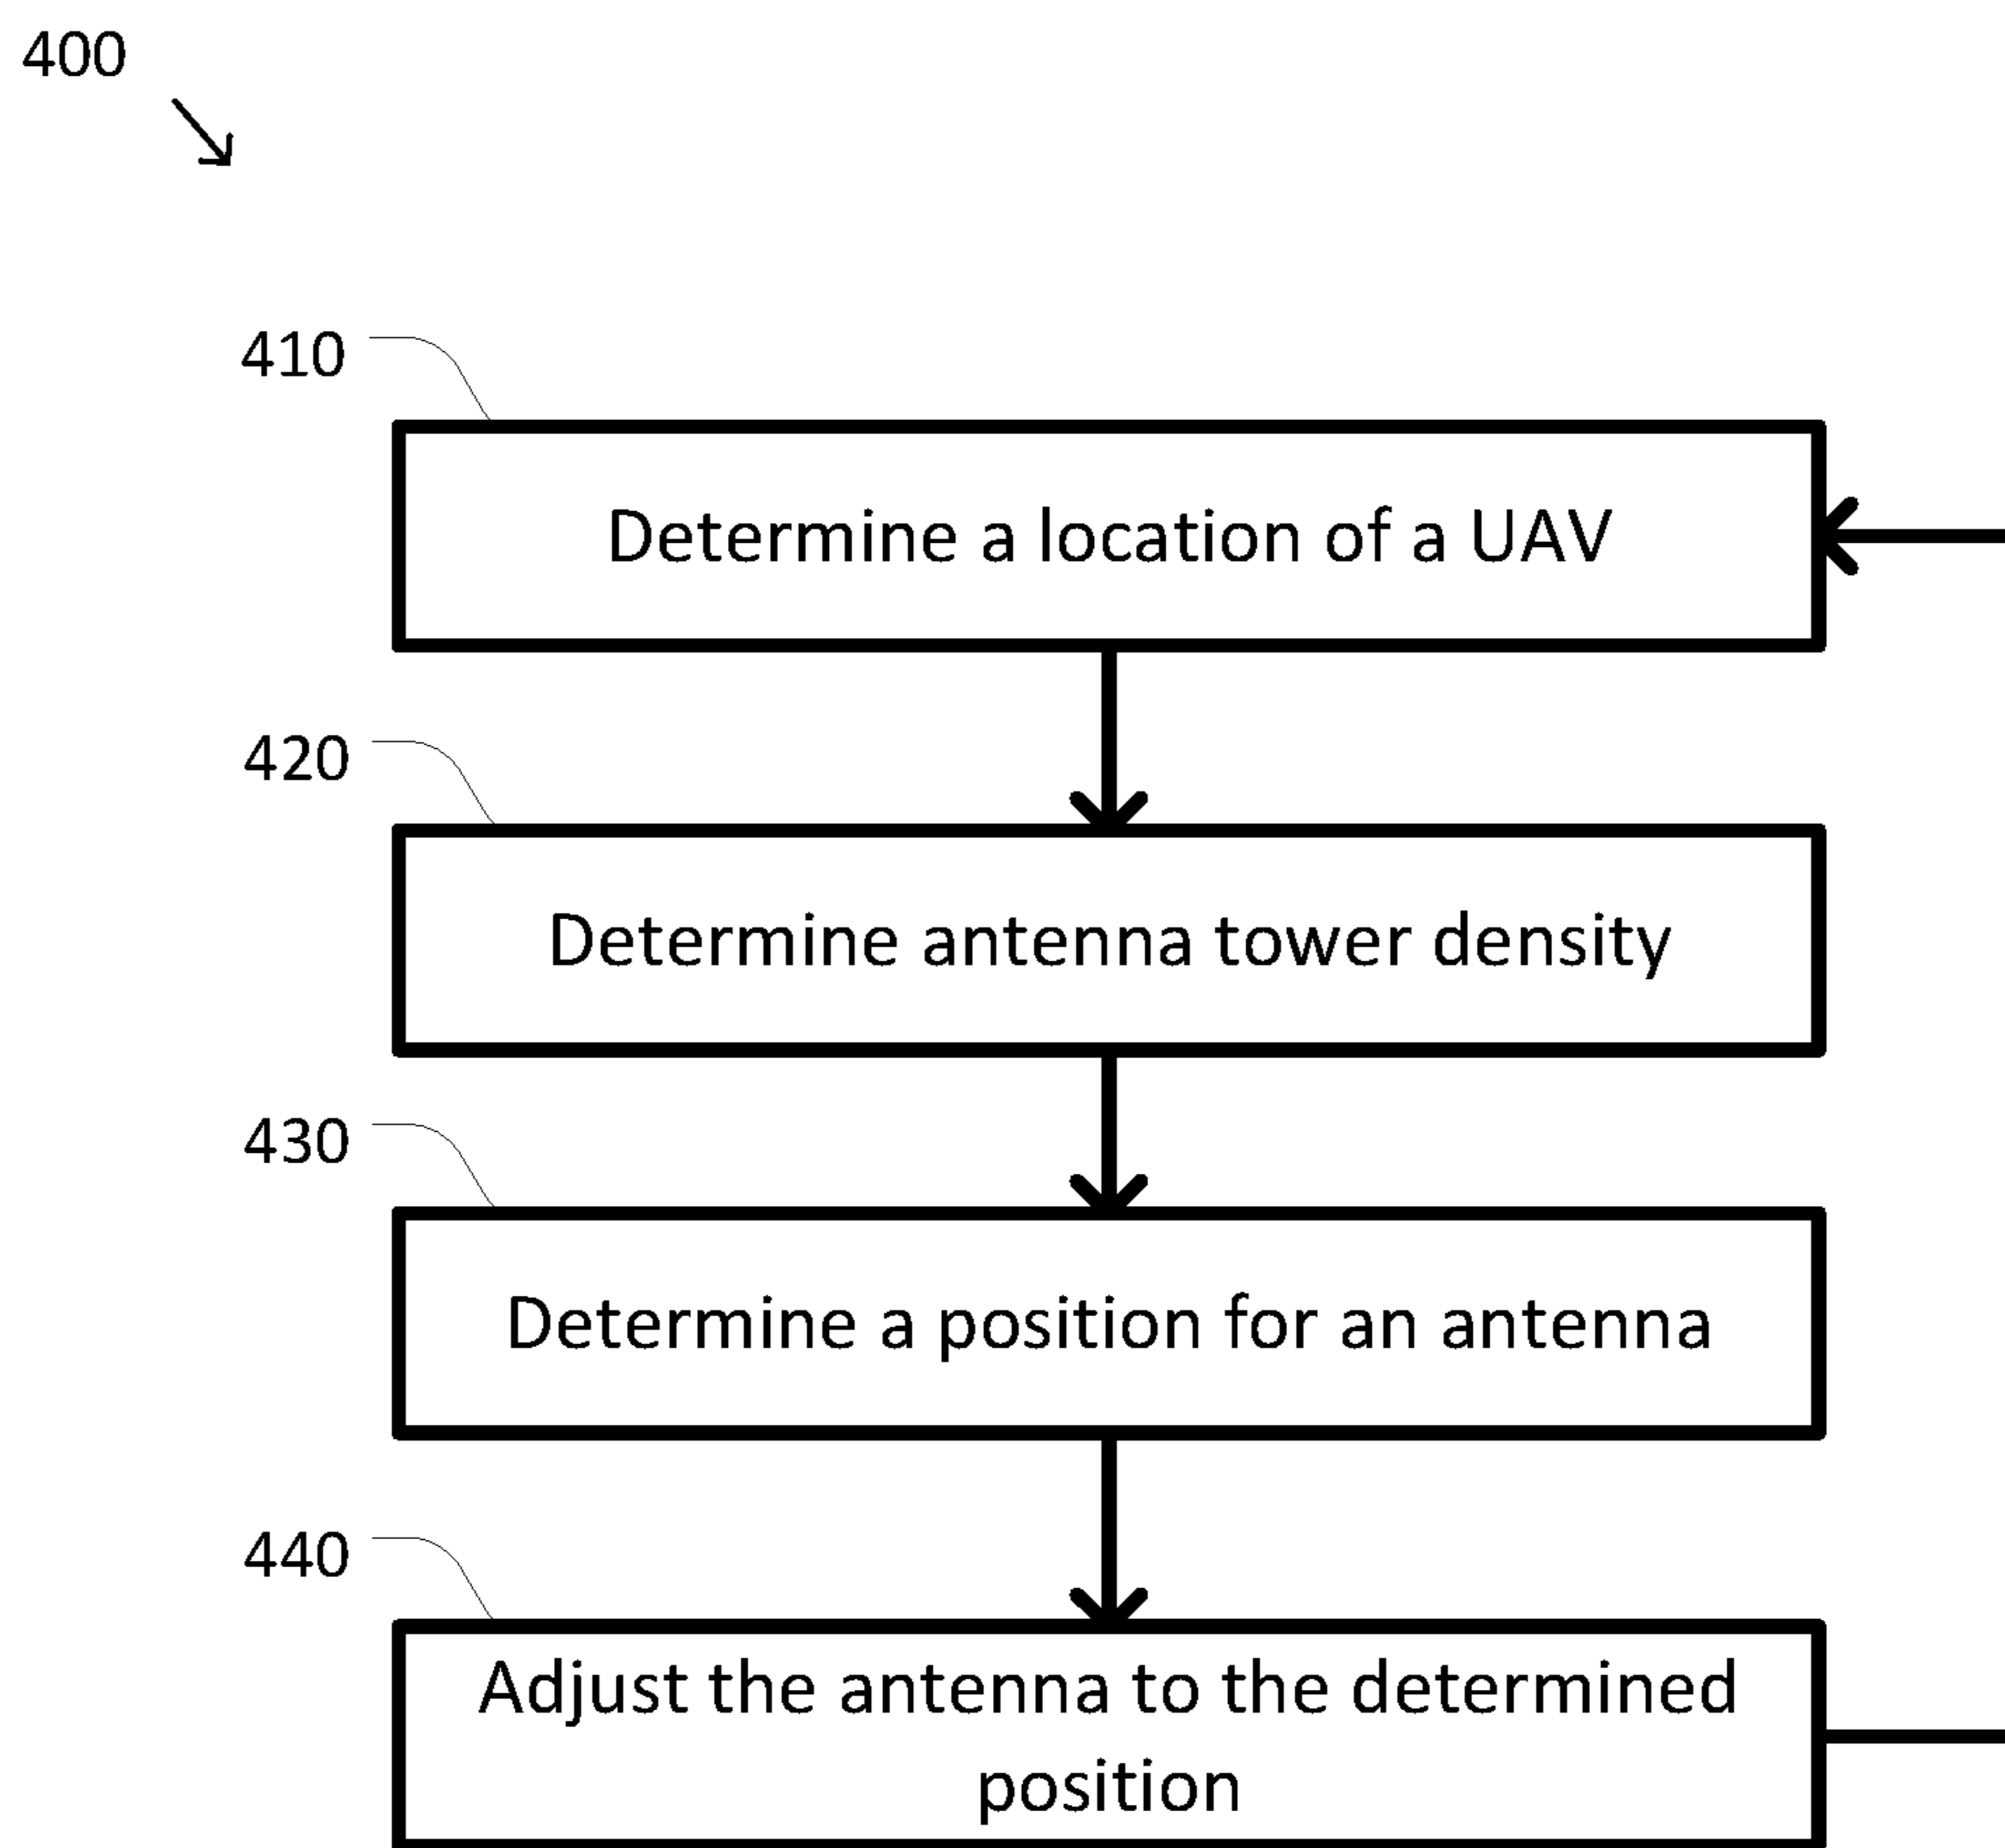 400
410
Determine a location of a UAV
420
Determine antenna tower density
430
Determine a position for an antenna
440
Adjust the antenna to the determined
position